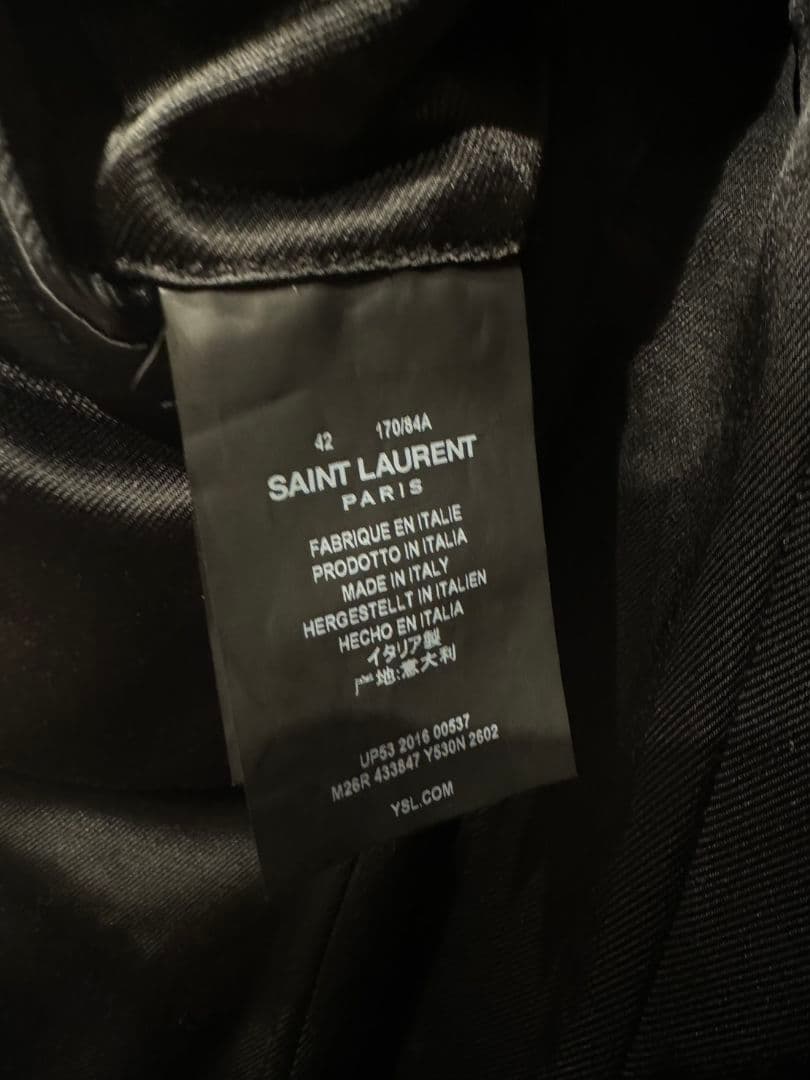 42 170/84A
SAINT LAURENT
PARIS
FABRIQUE EN ITALIE
PRODOTTO IN ITALIA
MADE IN ITALY
HERGESTELLT IN ITALIEN
HECHO EN ITALIA
イタリア製
产地:意大利
UP53 2016 00537
M26R 433847 Y530N 2602
YSL.COM